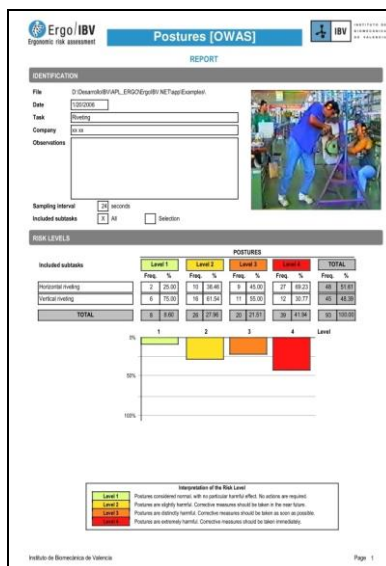 Ergo/IBV
Ergonomic risk assessment
Postures [OWAS]
IBV
INSTITUTO DE
BIOMECÁNICA
DE VALENCIA
REPORT
IDENTIFICATION
File D:\DesarrolloIBV\APL_ERGO\ErgoIBV NET\app\Examples\
Date 1/20/2006
Task Riveting
Company xx xx
Observations
Sampling interval 24 seconds
Included subtasks X All Selection
RISK LEVELS
POSTURES
Included subtasks Level 1 Level 2 Level 3 Level 4 TOTAL
Freq. % Freq. % Freq. % Freq. % Freq. %
Horizontal riveting 2 25.00 10 38.46 9 45.00 27 69.23 48 51.61
Vertical riveting 6 75.00 16 61.54 11 55.00 12 30.77 45 48.39
TOTAL 8 8.60 26 27.96 20 21.51 39 41.94 93 100.00
1 2 3 4 Level
0%
50%
100%
Interpretation of the Risk Level
Level 1 Postures considered normal, with no particular harmful effect. No actions are required.
Level 2 Postures are slightly harmful. Corrective measures should be taken in the near future.
Level 3 Postures are distinctly harmful. Corrective measures should be taken as soon as possible.
Level 4 Postures are extremely harmful. Corrective measures should be taken immediately.
Instituto de Biomecánica de Valencia Page 1